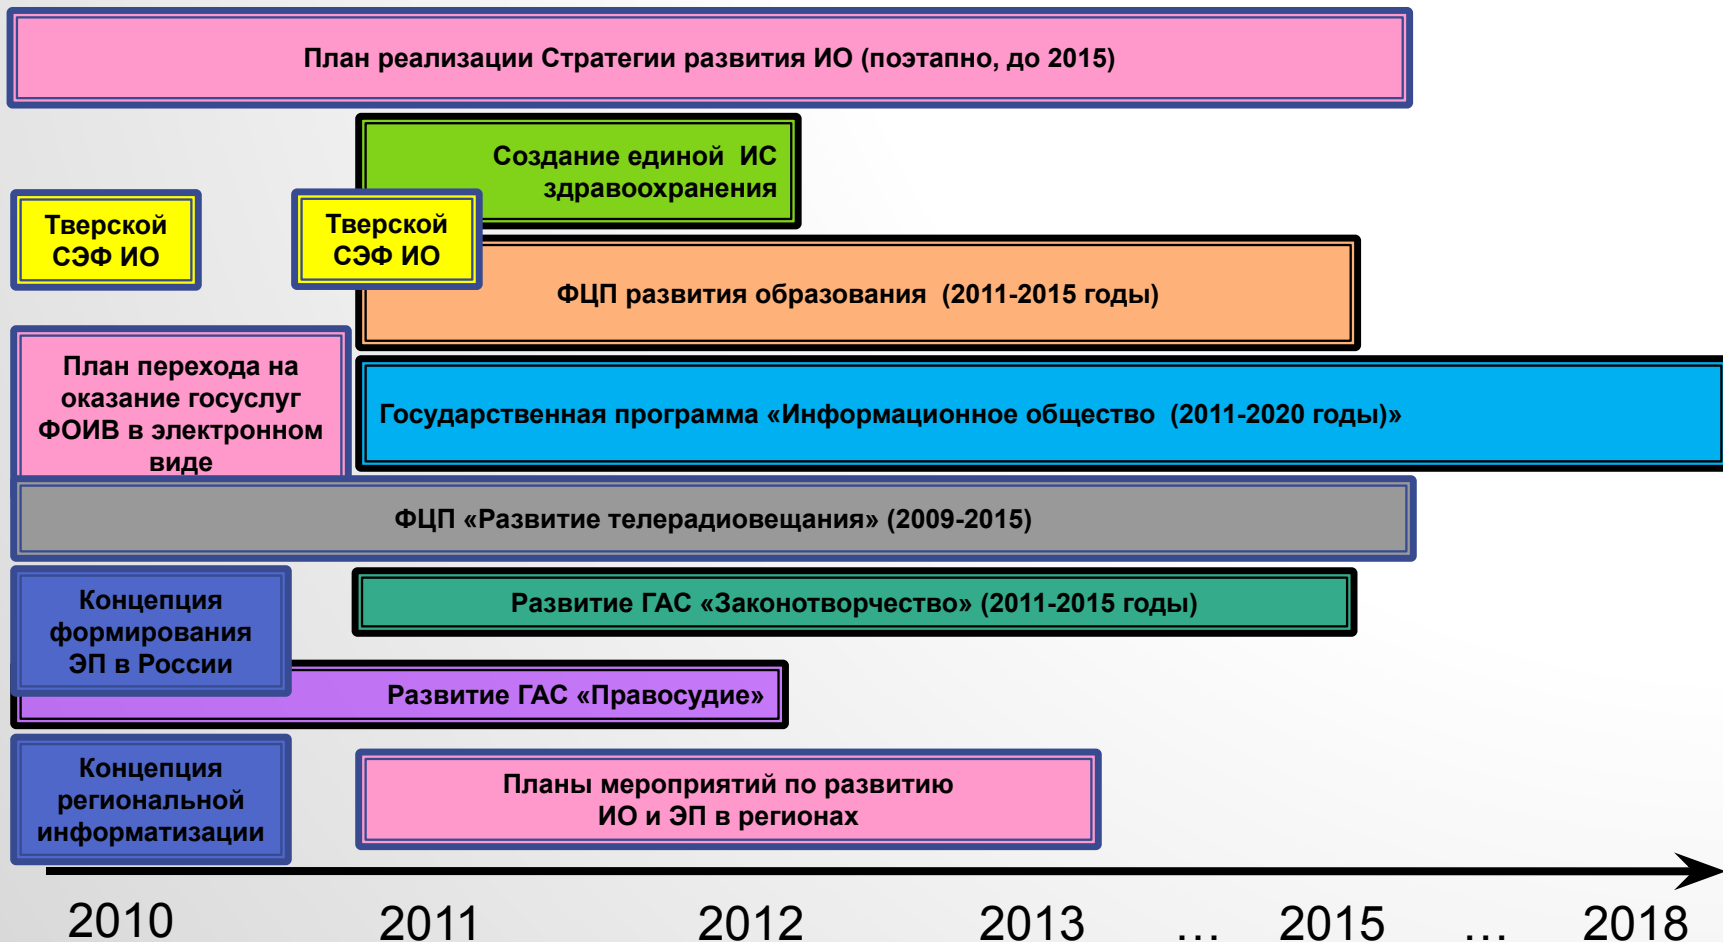 План реализации Стратегии развития ИО (поэтапно, до 2015)
Создание единой ИС
здравоохранения
Тверской
СЭФ ИО
Тверской
СЭФ ИО
ФЦП развития образования (2011-2015 годы)
План перехода на
оказание госуслуг
ФОИВ в электронном
виде
Государственная программа «Информационное общество (2011-2020 годы)»
ФЦП «Развитие телерадиовещания» (2009-2015)
Концепция
формирования
ЭП в России
Развитие ГАС «Законотворчество» (2011-2015 годы)
Развитие ГАС «Правосудие»
Концепция
региональной
информатизации
Планы мероприятий по развитию
ИО и ЭП в регионах
2010 2011 2012 2013 ... 2015 ... 2018